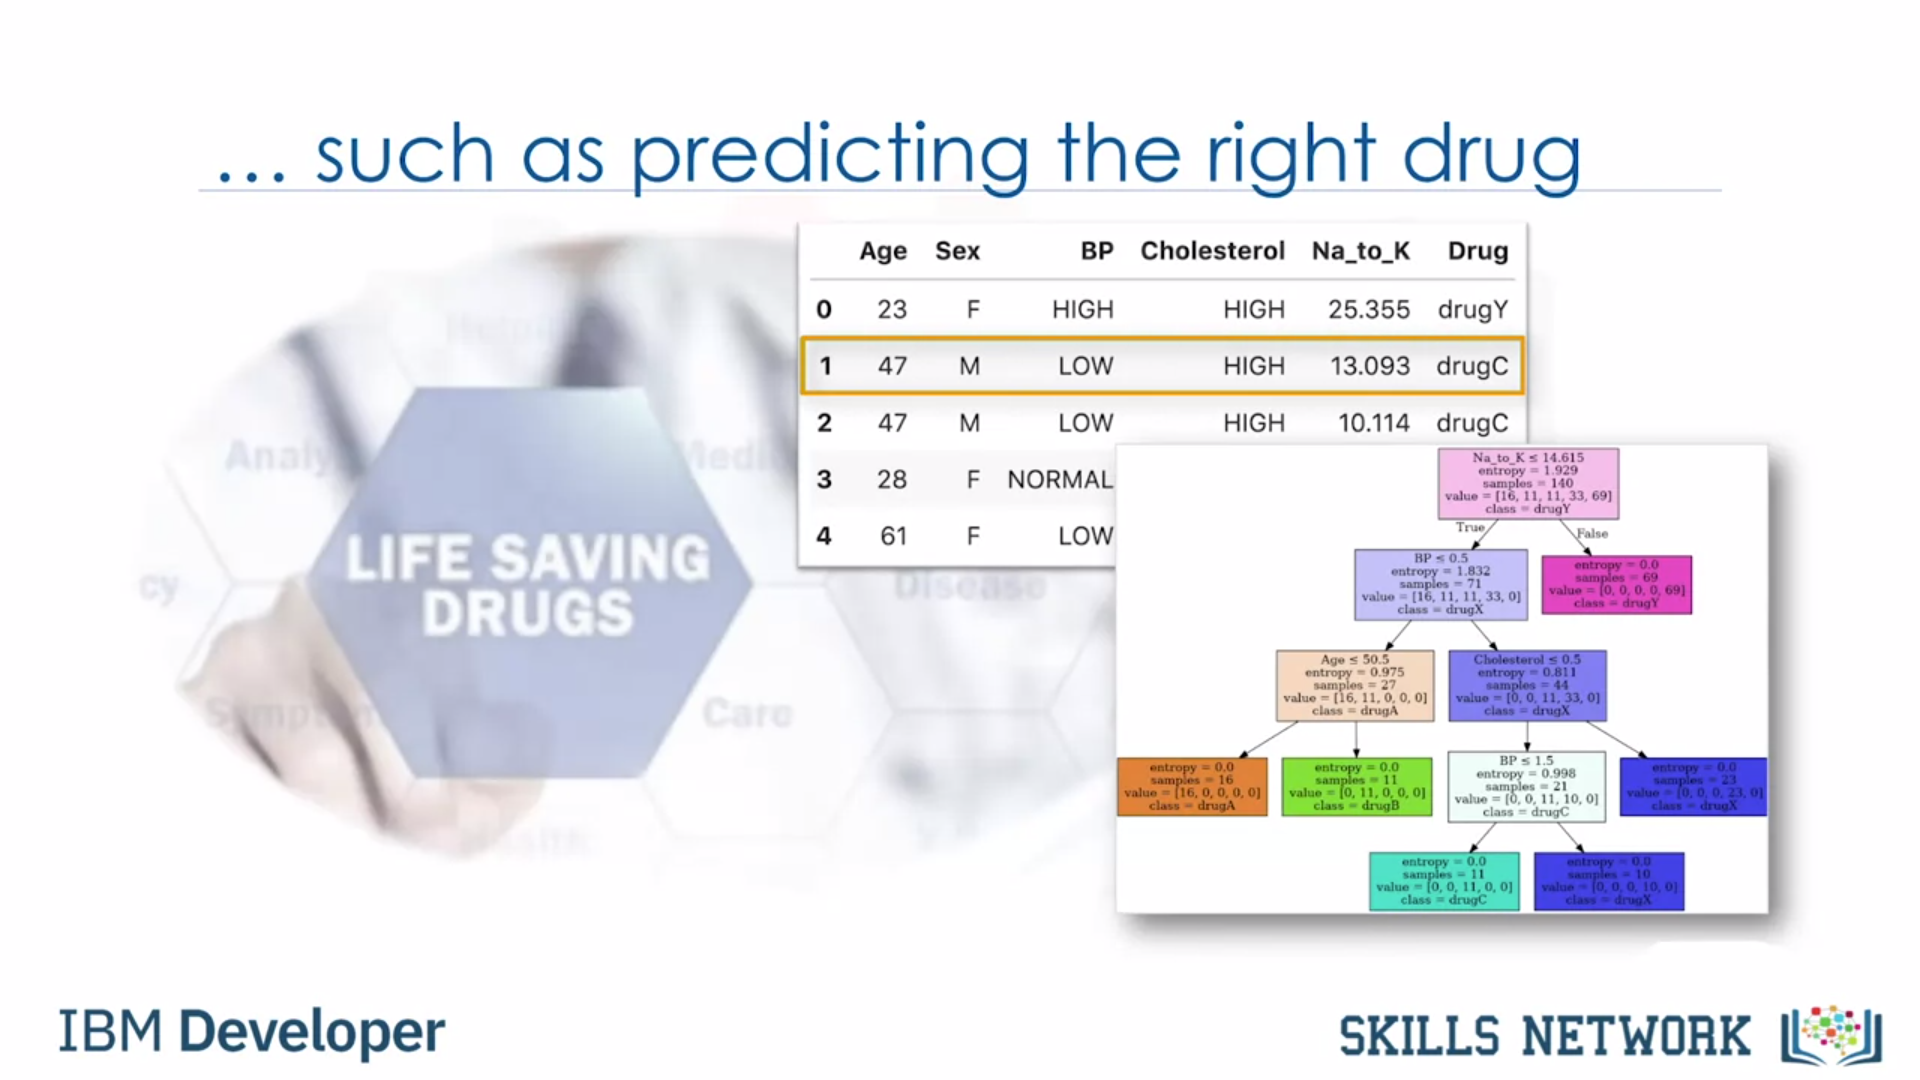 ... such as predicting the right drug
Age Sex BP Cholesterol Na_to_K Drug
0 23 F HIGH HIGH 25.355 drugY
1 47 M LOW HIGH 13.093 drugC
2 47 M LOW HIGH 10.114 drugC
3 28 F NORMAL
4 61 F LOW
LIFE SAVING
DRUGS
Disease
Care
Na_to_K ≤ 14.615
entropy = 1.929
samples = 140
value = [16, 11, 11, 33, 69]
class = drugY
True
False
BP ≤ 0.5
entropy = 1.832
samples = 71
value = [16, 11, 11, 33, 0]
class = drugX
entropy = 0.0
samples = 69
value = [0, 0, 0, 0, 69]
class = drugY
Age ≤ 50.5
entropy = 0.975
samples = 27
value = [16, 11, 0, 0, 0]
class = drugA
Cholesterol ≤ 0.5
entropy = 0.811
samples = 44
value = [0, 0, 11, 33, 0]
class = drugX
entropy = 0.0
samples = 16
value = [16, 0, 0, 0, 0]
class = drugA
entropy = 0.0
samples = 11
value = [0, 11, 0, 0, 0]
class = drugB
BP ≤ 1.5
entropy = 0.998
samples = 21
value = [0, 0, 11, 10, 0]
class = drugC
entropy = 0.0
samples = 23
value = [0, 0, 0, 23, 0]
class = drugX
entropy = 0.0
samples = 11
value = [0, 0, 11, 0, 0]
class = drugC
entropy = 0.0
samples = 10
value = [0, 0, 0, 10, 0]
class = drugX
IBM Developer
SKILLS NETWORK